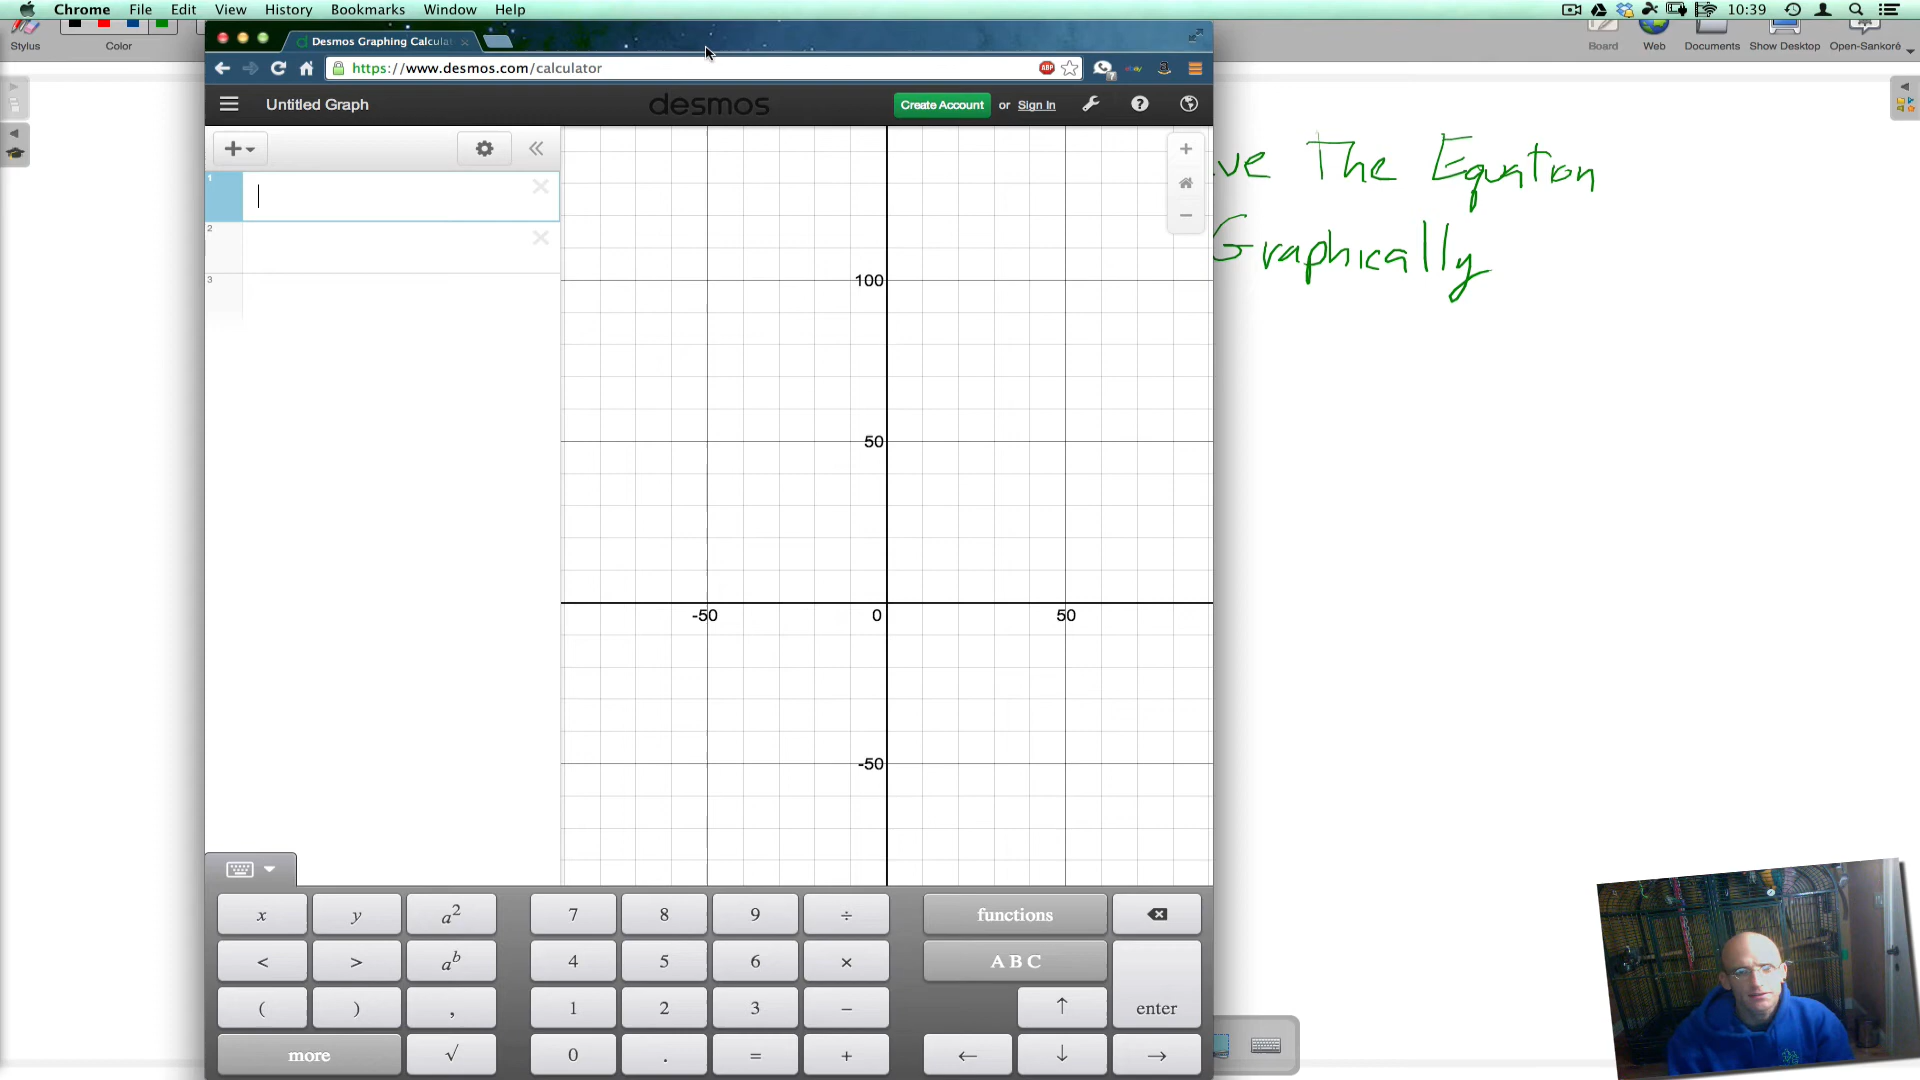 Chrome File Edit View History Bookmarks Window Help
10:39
Stylus
Color
Board
Web
Documents
Show Desktop
Open-Sankoré
Desmos Graphing Calcula
https://www.desmos.com/calculator
ABP
Untitled Graph
desmos
Create Account or Sign In
1
2
3
100
50
-50
0
50
-50
ve The Equation
Graphically
x y a² 7 8 9 ÷ functions
< > aᵇ 4 5 6 × A B C
( ) , 1 2 3 − ↑ enter
more √ 0 . = + ← ↓ →